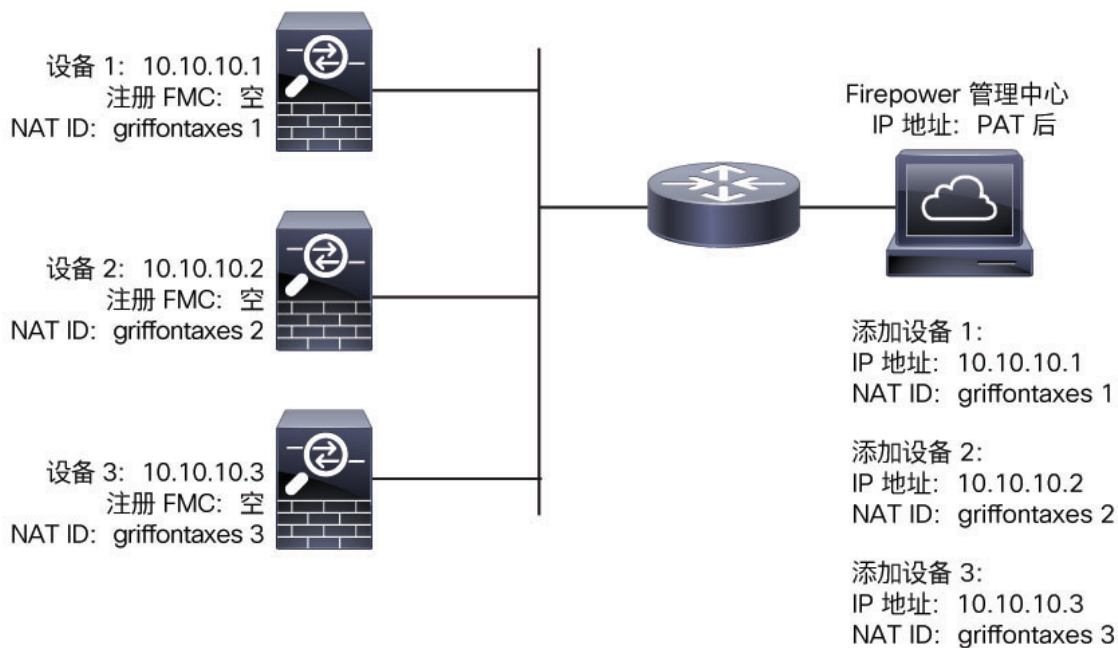 设备 1：10.10.10.1
注册 FMC：空
NAT ID：griffontaxes 1
设备 2：10.10.10.2
注册 FMC：空
NAT ID：griffontaxes 2
设备 3：10.10.10.3
注册 FMC：空
NAT ID：griffontaxes 3
Firepower 管理中心
IP 地址：PAT 后
添加设备 1：
IP 地址：10.10.10.1
NAT ID：griffontaxes 1
添加设备 2：
IP 地址：10.10.10.2
NAT ID：griffontaxes 2
添加设备 3：
IP 地址：10.10.10.3
NAT ID：griffontaxes 3